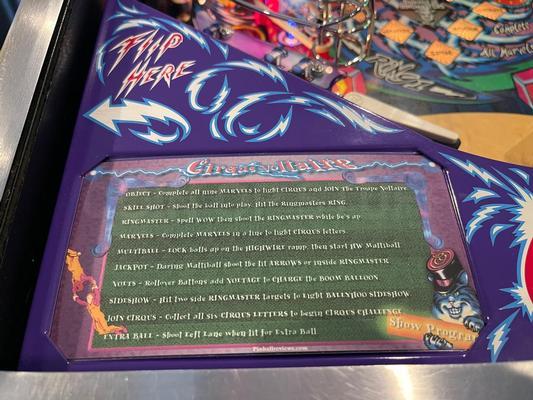 FLIP
HERE
Complete
All Marvels
Cirque Voltaire
OBJECT - Complete all nine MARVELS to light CIRQUS and JOIN The Troupe Voltaire
SKILL SHOT - Shoot the ball into play. Hit the Ringmasters RING.
RINGMASTER - Spell WOW then shoot the RINGMASTER while he's up
MARVELS - Complete MARVELS in a line to light CIRQUS letters.
MULTIBALL - LOCK balls up on the HIGHWIRE ramp, then start HW Multiball
JACKPOT - During Multiball shoot the lit ARROWS or inside RINGMASTER
VOLTS - Rollover Buttons add VOLTAGE to CHARGE the BOOM BALLOON
SIDESHOW - Hit two side RINGMASTER targets to light BALLYHOO SIDESHOW
JOIN CIRQUS - Collect all six CIRQUS LETTERS to begin CIRQUS CHALLENGE
EXTRA BALL - Shoot Left Lane when lit for Extra Ball
Show Program
Pinballreviews.com